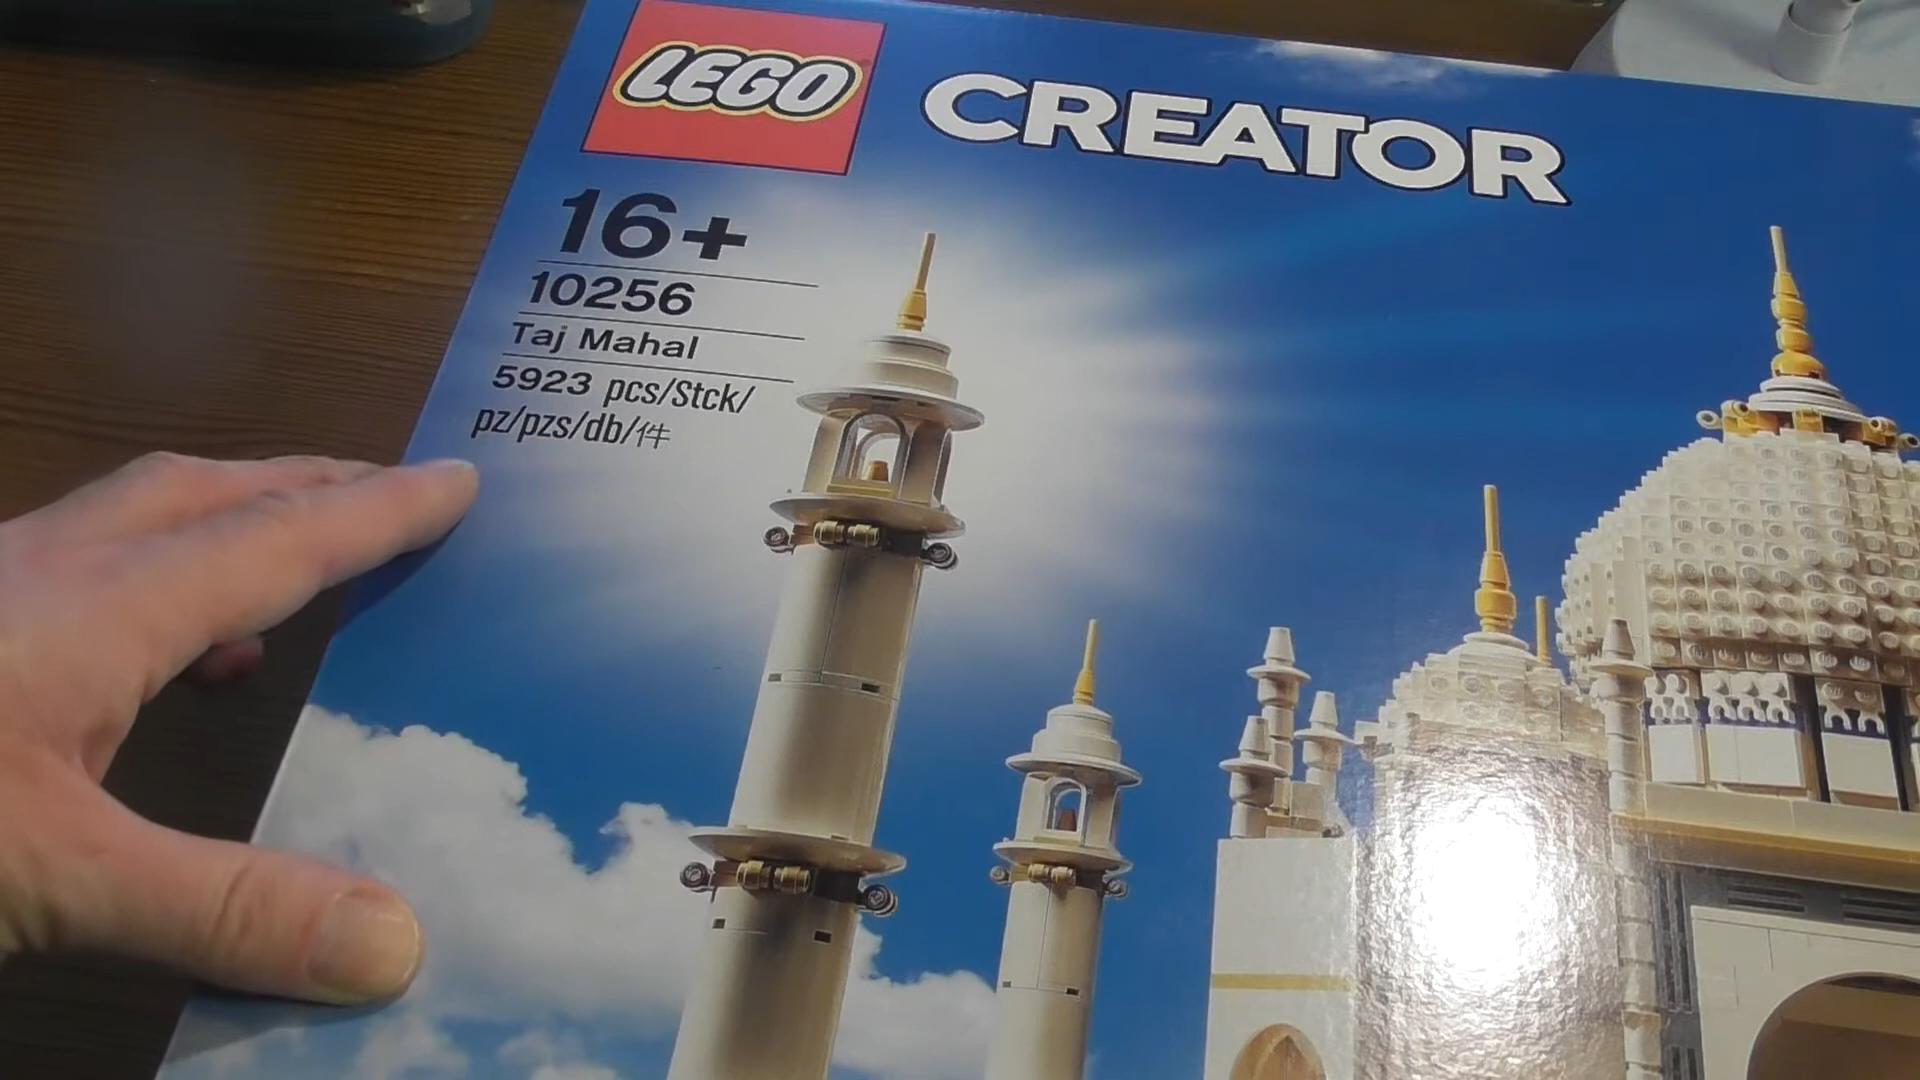 LEGO
CREATOR
16+
10256
Taj Mahal
5923 pcs/Stck/
pz/pzs/db/件